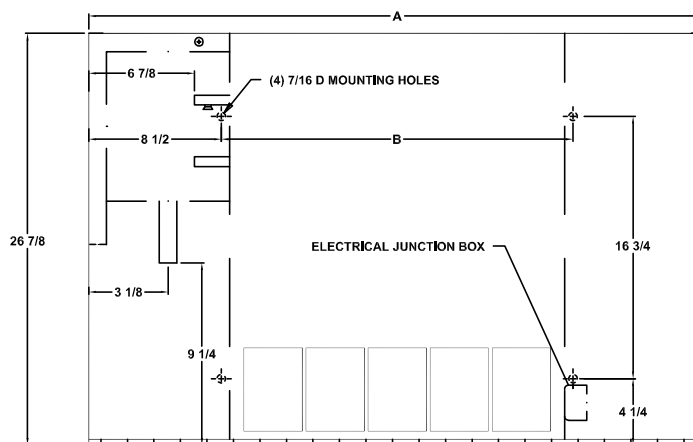 A
6 7/8
(4) 7/16 D MOUNTING HOLES
8 1/2
B
26 7/8
ELECTRICAL JUNCTION BOX
16 3/4
3 1/8
9 1/4
4 1/4